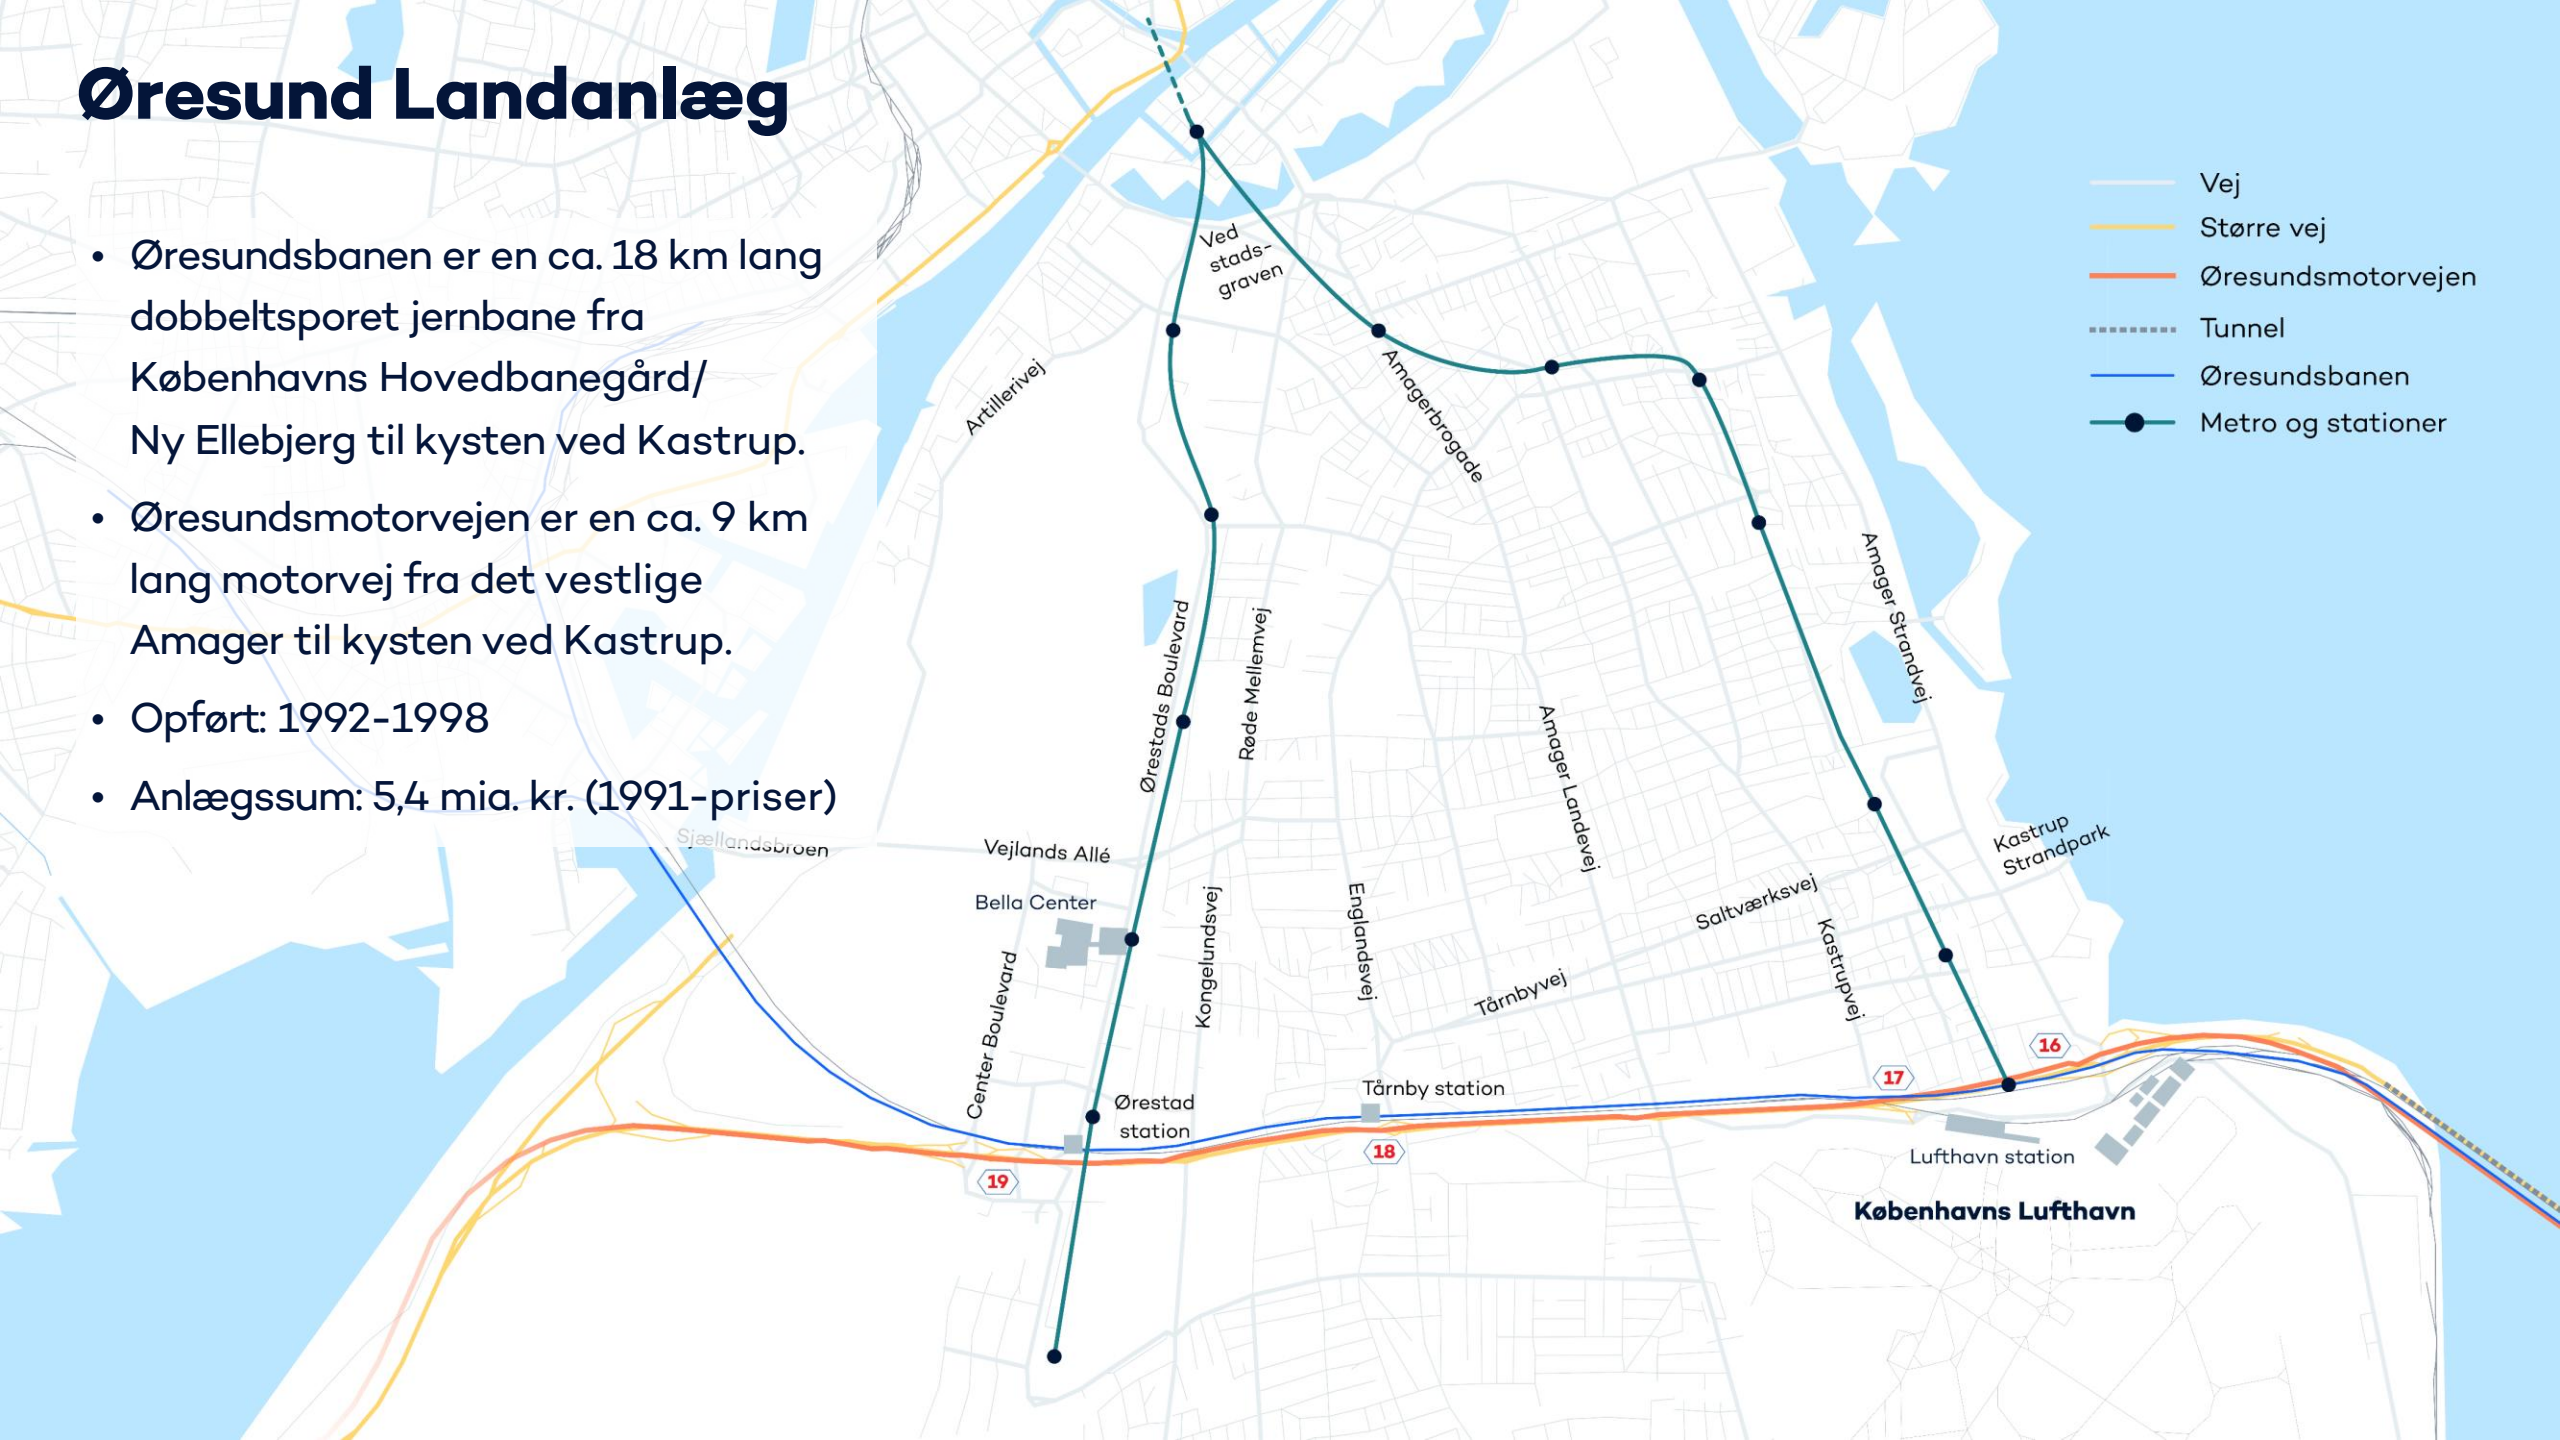 Øresund Landanlæg
• Øresundsbanen er en ca. 18 km lang
dobbeltsporet jernbane fra
Københavns Hovedbanegård/
Ny Ellebjerg til kysten ved Kastrup.
• Øresundsmotorvejen er en ca. 9 km
lang motorvej fra det vestlige
Amager til kysten ved Kastrup.
• Opført: 1992-1998
• Anlægssum: 5,4 mia. kr. (1991-priser)
Vej
Større vej
Øresundsmotorvejen
Tunnel
Øresundsbanen
Metro og stationer
Ved
stads-
graven
Artillerivej
Amagerbrogade
Amager Strandvej
Ørestads Boulevard
Røde Mellemvej
Amager Landevej
Sjællandsbroen
Vejlands Allé
Kastrup
Strandpark
Bella Center
Kongelundsvej
Englandsvej
Saltværksvej
Kastrupvej
Tårnbyvej
Center Boulevard
Ørestad
station
Tårnby station
16
17
18
19
Lufthavn station
Københavns Lufthavn